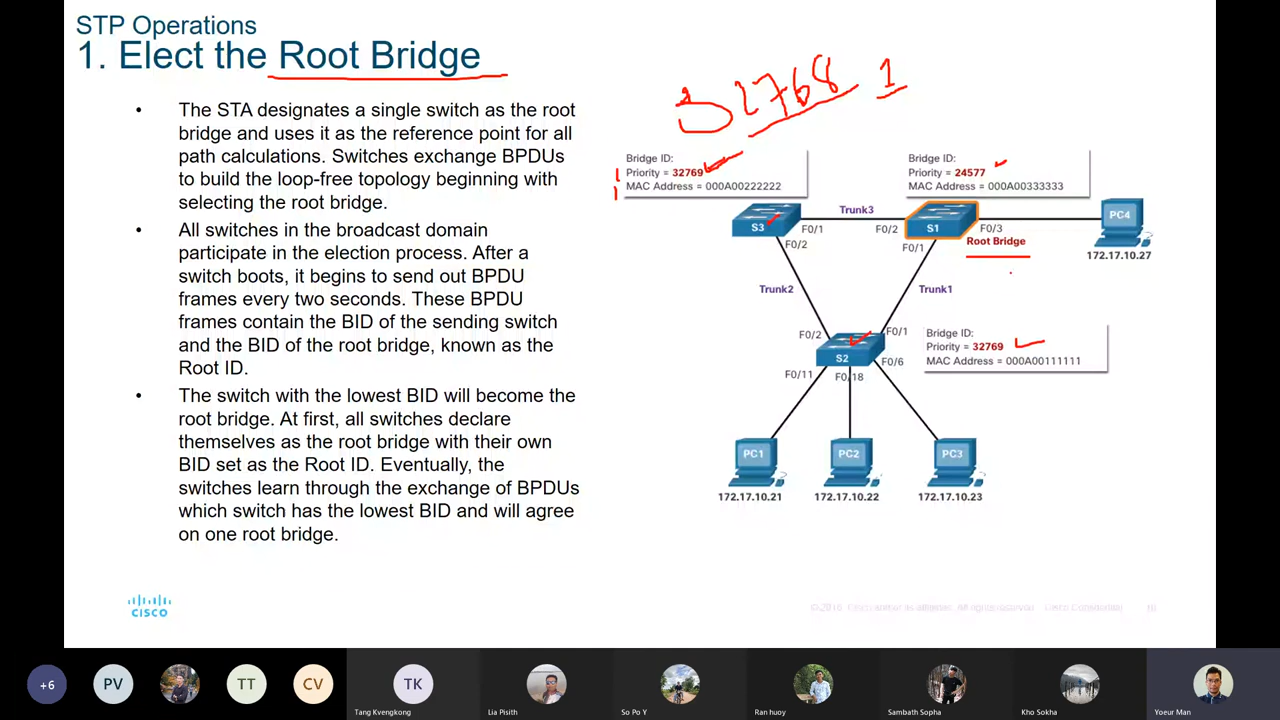 STP Operations
1. Elect the Root Bridge
32768 1
• The STA designates a single switch as the root
bridge and uses it as the reference point for all
path calculations. Switches exchange BPDUs
to build the loop-free topology beginning with
selecting the root bridge.
• All switches in the broadcast domain
participate in the election process. After a
switch boots, it begins to send out BPDU
frames every two seconds. These BPDU
frames contain the BID of the sending switch
and the BID of the root bridge, known as the
Root ID.
• The switch with the lowest BID will become the
root bridge. At first, all switches declare
themselves as the root bridge with their own
BID set as the Root ID. Eventually, the
switches learn through the exchange of BPDUs
which switch has the lowest BID and will agree
on one root bridge.
Bridge ID:
Priority = 32769
MAC Address = 000A00222222
Bridge ID:
Priority = 24577
MAC Address = 000A00333333
S3
F0/1
Trunk3
F0/2
S1
F0/3
PC4
F0/2
F0/1
Root Bridge
172.17.10.27
Trunk2
Trunk1
F0/2
F0/1
Bridge ID:
Priority = 32769
MAC Address = 000A00111111
S2
F0/6
F0/11
F0/18
PC1
PC2
PC3
172.17.10.21
172.17.10.22
172.17.10.23
CISCO
+6
PV
TT
CV
TK
Tang Kvengkong
Lia Pisith
So Po Y
Ran huoy
Sambath Sopha
Kho Sokha
Yoeur Man